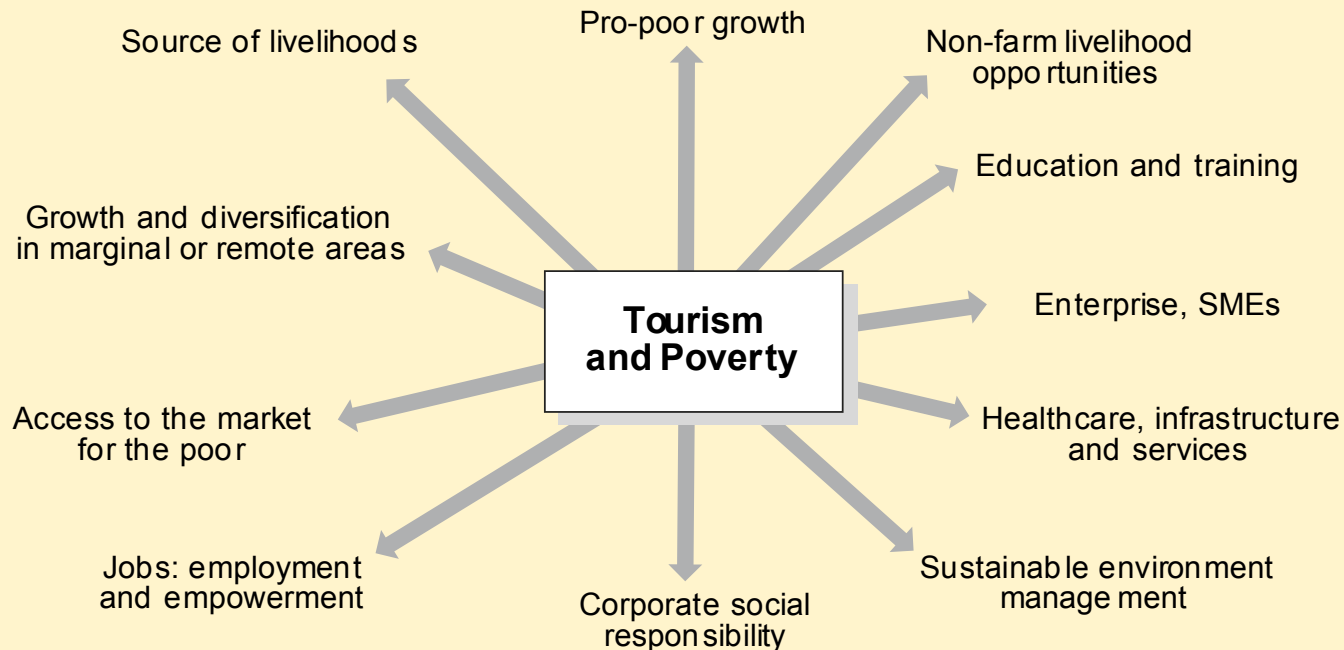 Pro-poor growth
Source of livelihoods
Non-farm livelihood
opportunities
Education and training
Growth and diversification
in marginal or remote areas
Enterprise, SMEs
Tourism
and Poverty
Access to the market
for the poor
Healthcare, infrastructure
and services
Jobs: employment
and empowerment
Sustainable environment
management
Corporate social
responsibility